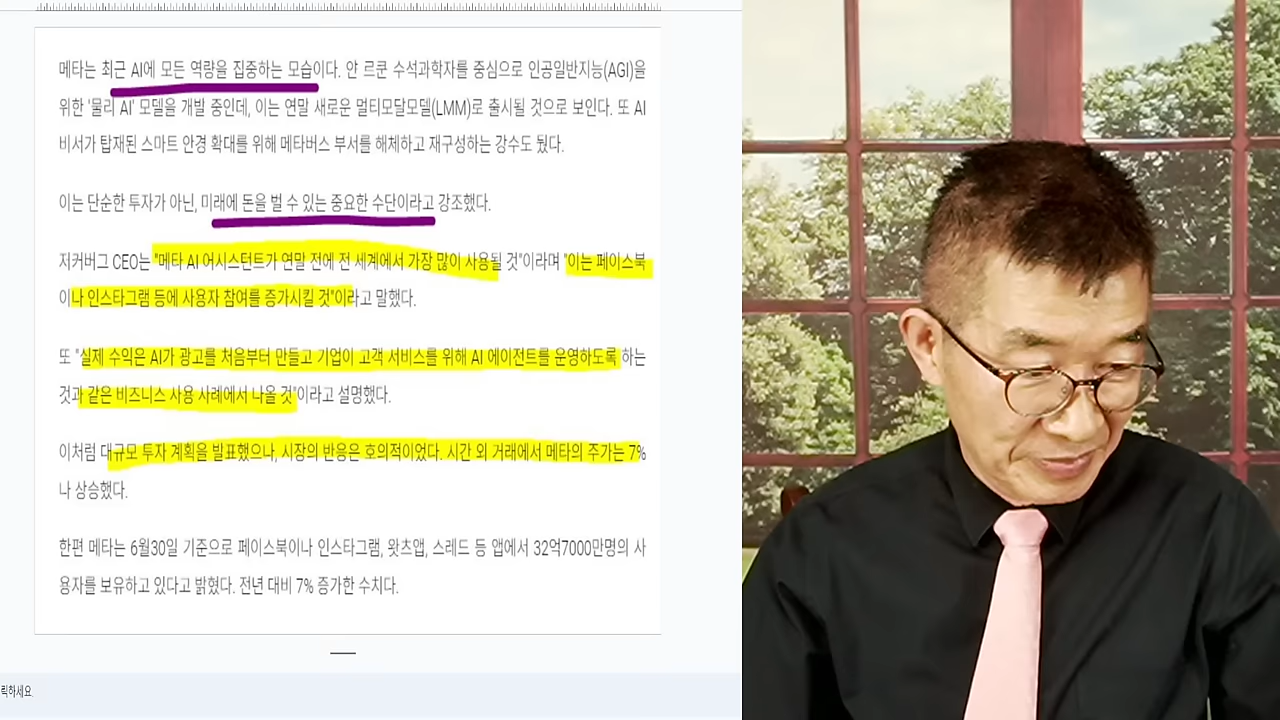 메타는 최근 AI에 모든 역량을 집중하는 모습이다. 얀 르쿤 수석과학자를 중심으로 인공일반지능(AGI)을
위한 '물리 AI' 모델을 개발 중인데, 이는 연말 새로운 멀티모달모델(LMM)로 출시될 것으로 보인다. 또 AI
비서가 탑재된 스마트 안경 확대를 위해 메타버스 부서를 해체하고 재구성하는 강수도 뒀다.
이는 단순한 투자가 아닌, 미래에 돈을 벌 수 있는 중요한 수단이라고 강조했다.
저커버그 CEO는 "메타 AI 어시스턴트가 연말 전에 전 세계에서 가장 많이 사용될 것"이라며 "이는 페이스북
이나 인스타그램 등에 사용자 참여를 증가시킬 것"이라고 말했다.
또 "실제 수익은 AI가 광고를 처음부터 만들고 기업이 고객 서비스를 위해 AI 에이전트를 운영하도록 하는
것과 같은 비즈니스 사용 사례에서 나올 것"이라고 설명했다.
이처럼 대규모 투자 계획을 발표했으나, 시장의 반응은 호의적이었다. 시간 외 거래에서 메타의 주가는 7%
나 상승했다.
한편 메타는 6월30일 기준으로 페이스북이나 인스타그램, 왓츠앱, 스레드 등 앱에서 32억7000만명의 사
용자를 보유하고 있다고 밝혔다. 전년 대비 7% 증가한 수치다.
릭하세요.